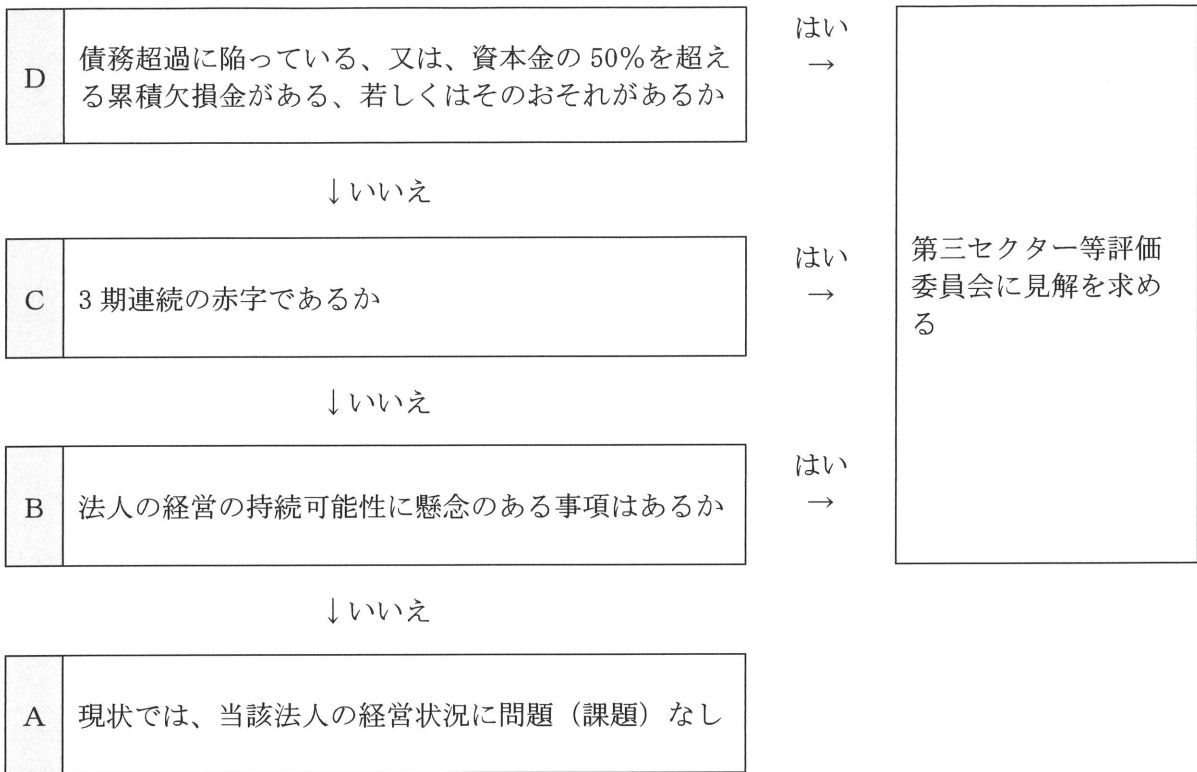 D
債務超過に陥っている、又は、資本金の 50%を超え
る累積欠損金がある、若しくはそのおそれがあるか
はい
→
↓いいえ
C
3 期連続の赤字であるか
はい
→
第三セクター等評価
委員会に見解を求め
る
↓いいえ
B
法人の経営の持続可能性に懸念のある事項はあるか
はい
→
↓いいえ
A
現状では、当該法人の経営状況に問題（課題）なし